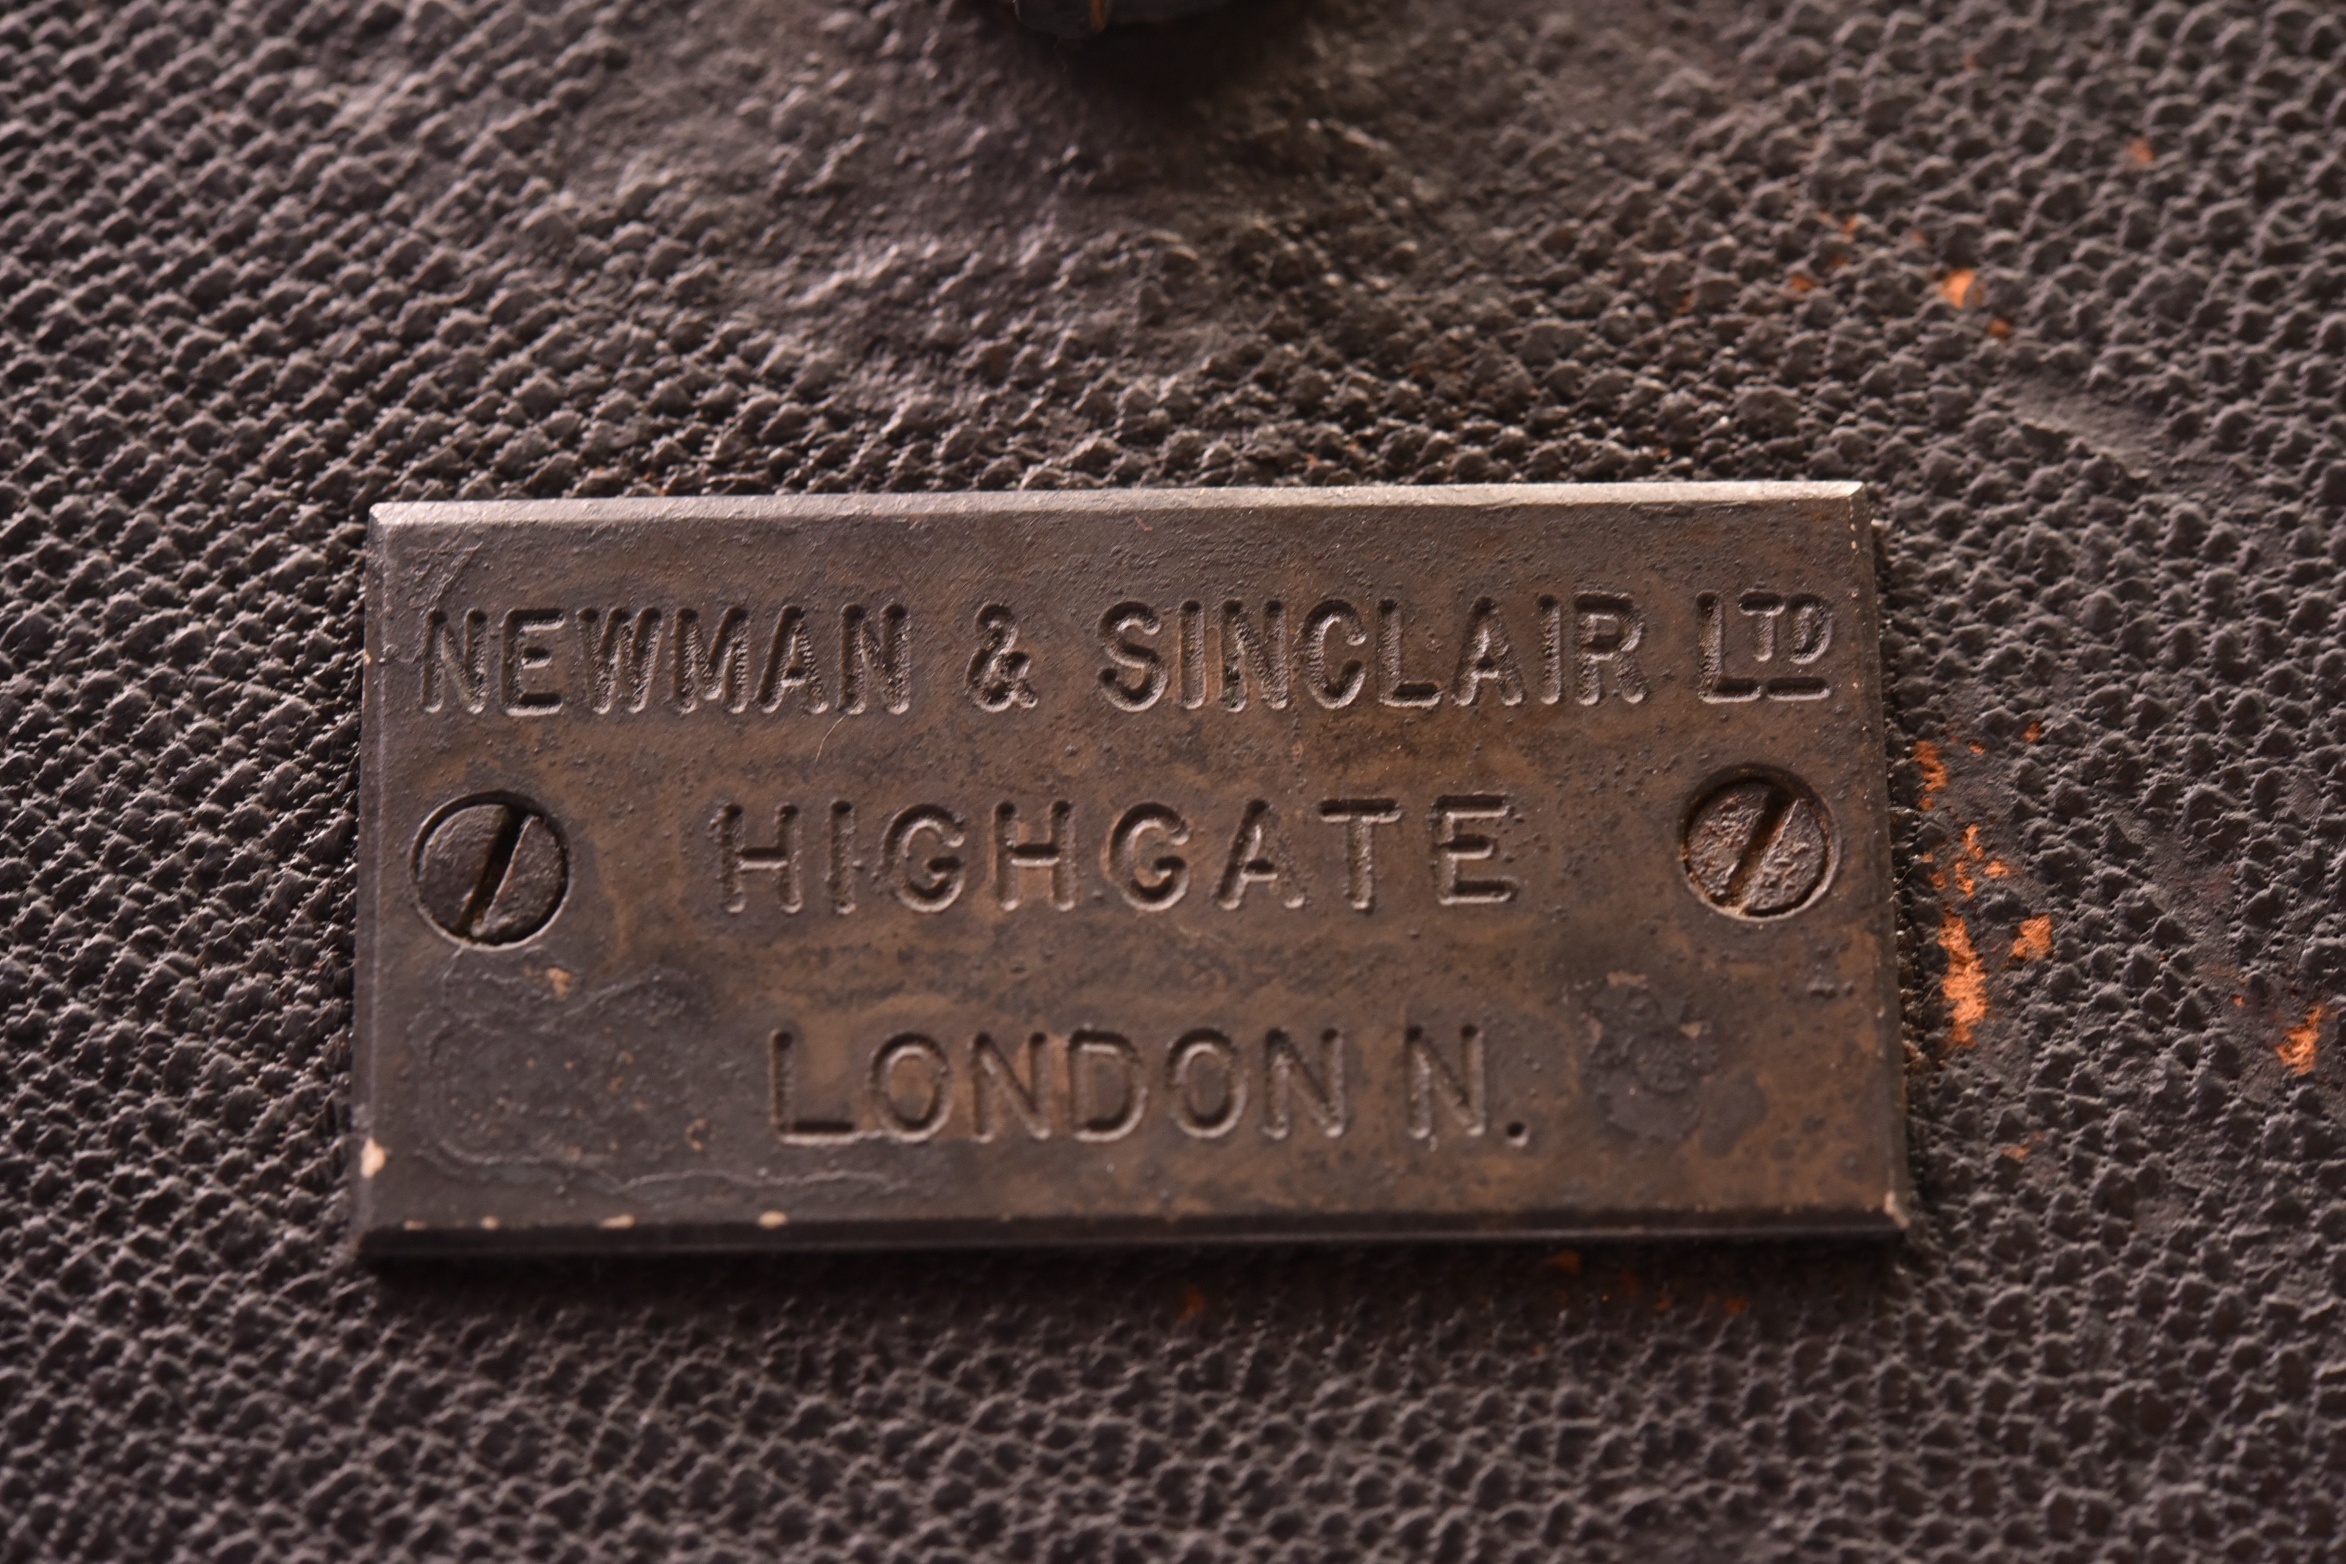 NEWMAN & SINCLAIR LTD
HIGHGATE
LONDON N.